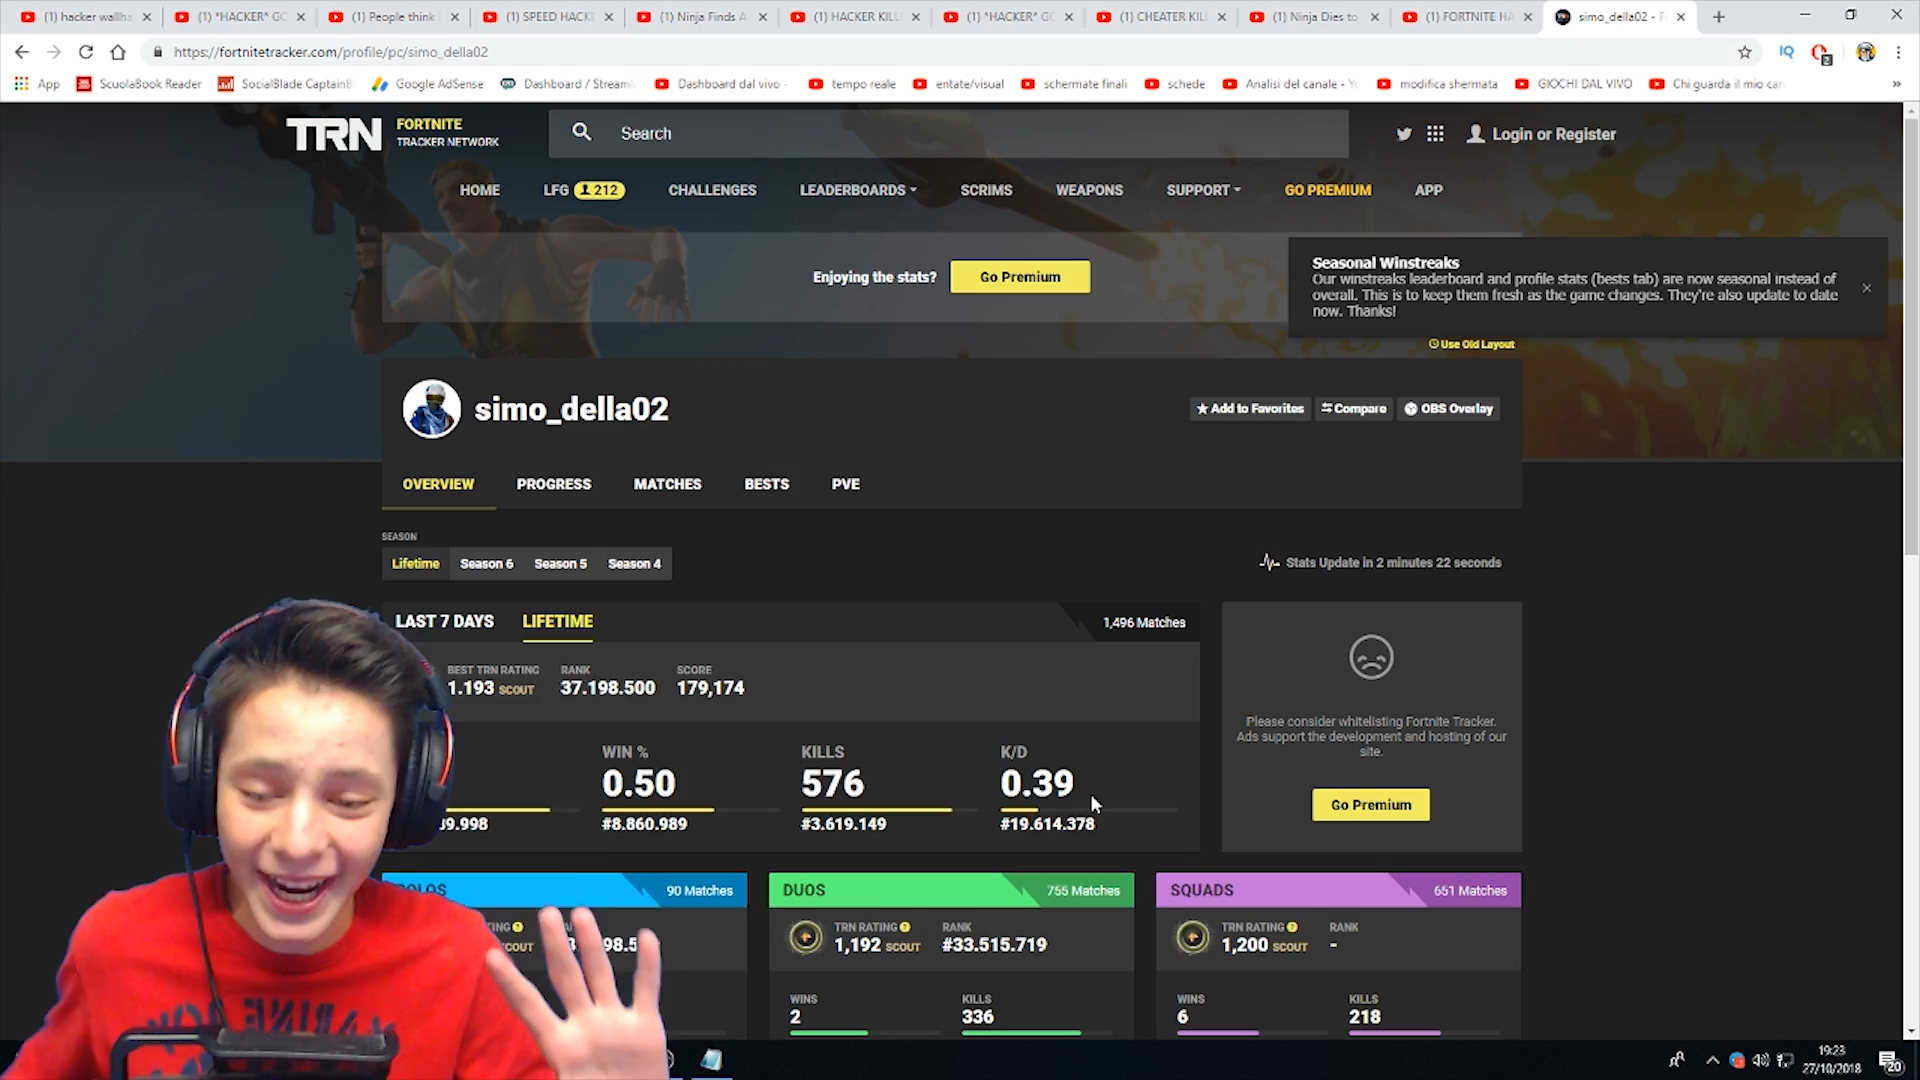 (1) hacker wallha
(1) *HACKER* GO
(1) People think
(1) SPEED HACK
(1) Ninja Finds A
(1) HACKER KILL
(1) *HACKER* GO
(1) CHEATER KIL
(1) Ninja Dies to
(1) FORTNITE HA
simo_della02 - F
https://fortnitetracker.com/profile/pc/simo_della02
App
ScuolaBook Reader
SocialBlade Captain
Google AdSense
Dashboard / Streaml
Dashboard dal vivo -
tempo reale
entate/visual
schermate finali
schede
Analisi del canale - Y
modifica shermata
GIOCHI DAL VIVO
Chi guarda il mio can
TRN FORTNITE
TRACKER NETWORK
Search
Login or Register
HOME LFG 212 CHALLENGES LEADERBOARDS SCRIMS WEAPONS SUPPORT GO PREMIUM APP
Enjoying the stats? Go Premium
Seasonal Winstreaks
Our winstreaks leaderboard and profile stats (bests tab) are now seasonal instead of
overall. This is to keep them fresh as the game changes. They're also update to date
now. Thanks!
Use Old Layout
simo_della02
Add to Favorites Compare OBS Overlay
OVERVIEW PROGRESS MATCHES BESTS PVE
SEASON
Lifetime Season 6 Season 5 Season 4
Stats Update in 2 minutes 22 seconds
LAST 7 DAYS LIFETIME 1,496 Matches
BEST TRN RATING RANK SCORE
1.193 SCOUT 37.198.500 179,174
WIN % KILLS K/D
0.50 576 0.39
39.998 #8.860.989 #3.619.149 #19.614.378
Please consider whitelisting Fortnite Tracker.
Ads support the development and hosting of our
site.
Go Premium
SOLOS 90 Matches
DUOS 755 Matches
TRN RATING RANK
1,192 SCOUT #33.515.719
WINS KILLS
2 336
SQUADS 651 Matches
TRN RATING RANK
1,200 SCOUT -
WINS KILLS
6 218
19:23
27/10/2018
20